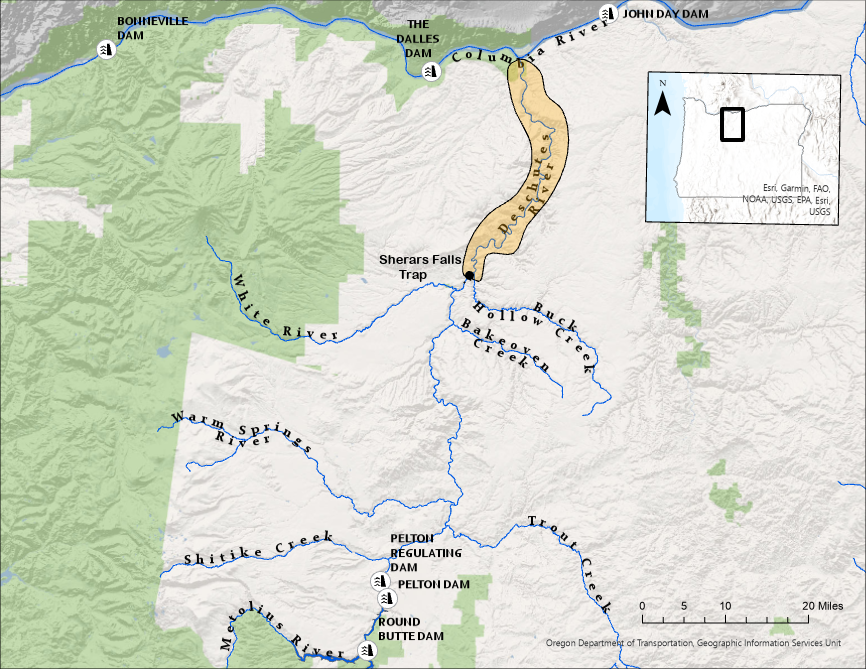 BONNEVILLE
DAM
THE
DALLES
DAM
JOHN DAY DAM
Columbia River
N
Esri, Garmin, FAO,
NOAA, USGS, EPA, Esri,
USGS
Deschutes
River
Sherars Falls
Trap
White River
Buck
Hollow Creek
Bakeoven
Creek
Warm Springs
River
Trout Creek
Shitike Creek
PELTON
REGULATING
DAM
PELTON DAM
ROUND
BUTTE DAM
Metolius River
0 5 10 20 Miles
Oregon Department of Transportation, Geographic Information Services Unit